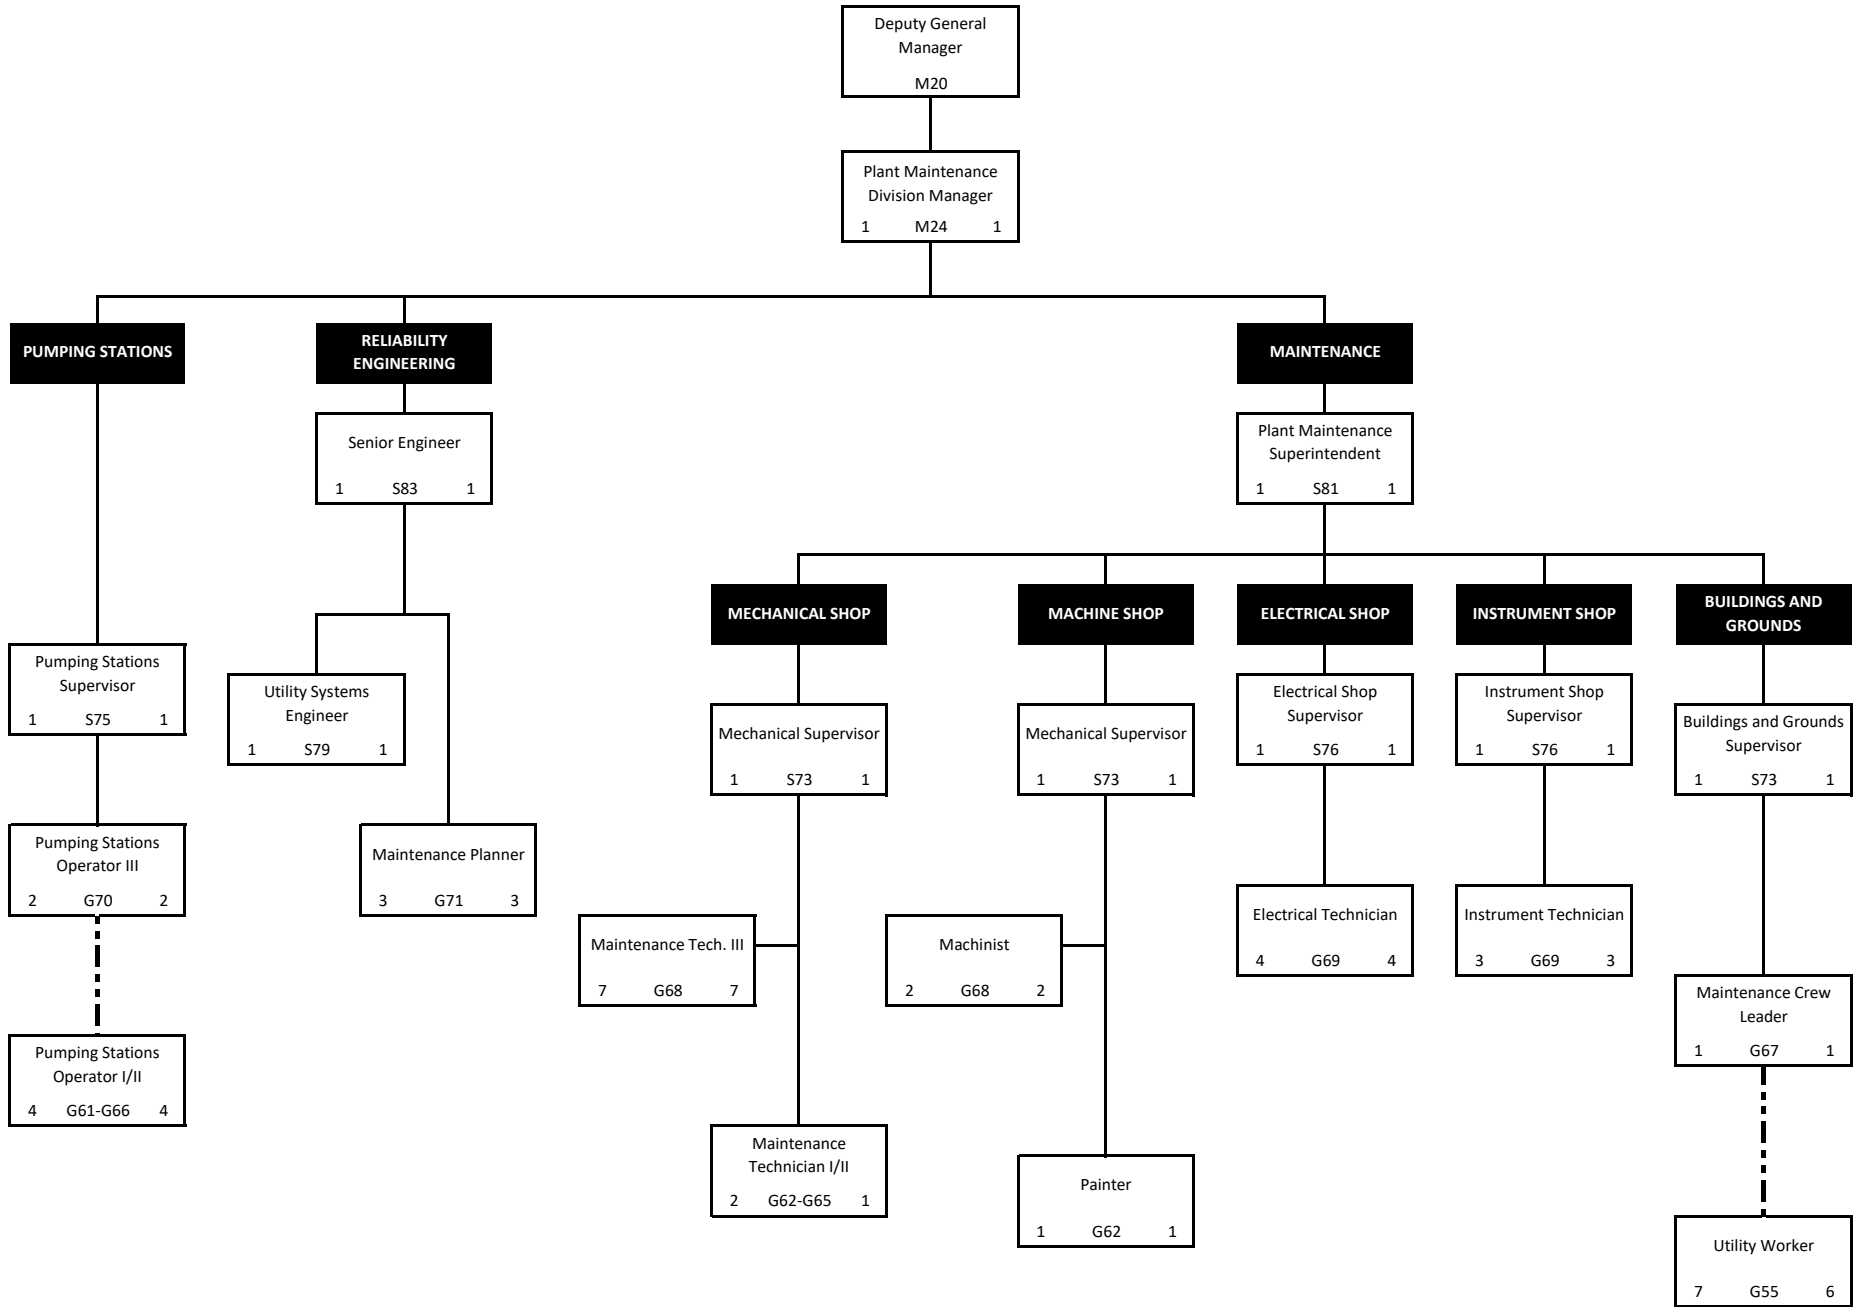 Deputy General
Manager
M20
Plant Maintenance
Division Manager
1 M24 1
PUMPING STATIONS
RELIABILITY
ENGINEERING
MAINTENANCE
Senior Engineer
1 S83 1
Plant Maintenance
Superintendent
1 S81 1
MECHANICAL SHOP
MACHINE SHOP
ELECTRICAL SHOP
INSTRUMENT SHOP
BUILDINGS AND
GROUNDS
Pumping Stations
Supervisor
1 S75 1
Utility Systems
Engineer
1 S79 1
Mechanical Supervisor
1 S73 1
Mechanical Supervisor
1 S73 1
Electrical Shop
Supervisor
1 S76 1
Instrument Shop
Supervisor
1 S76 1
Buildings and Grounds
Supervisor
1 S73 1
Pumping Stations
Operator III
2 G70 2
Maintenance Planner
3 G71 3
Maintenance Tech. III
7 G68 7
Machinist
2 G68 2
Electrical Technician
4 G69 4
Instrument Technician
3 G69 3
Maintenance Crew
Leader
1 G67 1
Pumping Stations
Operator I/II
4 G61-G66 4
Maintenance
Technician I/II
2 G62-G65 1
Painter
1 G62 1
Utility Worker
7 G55 6